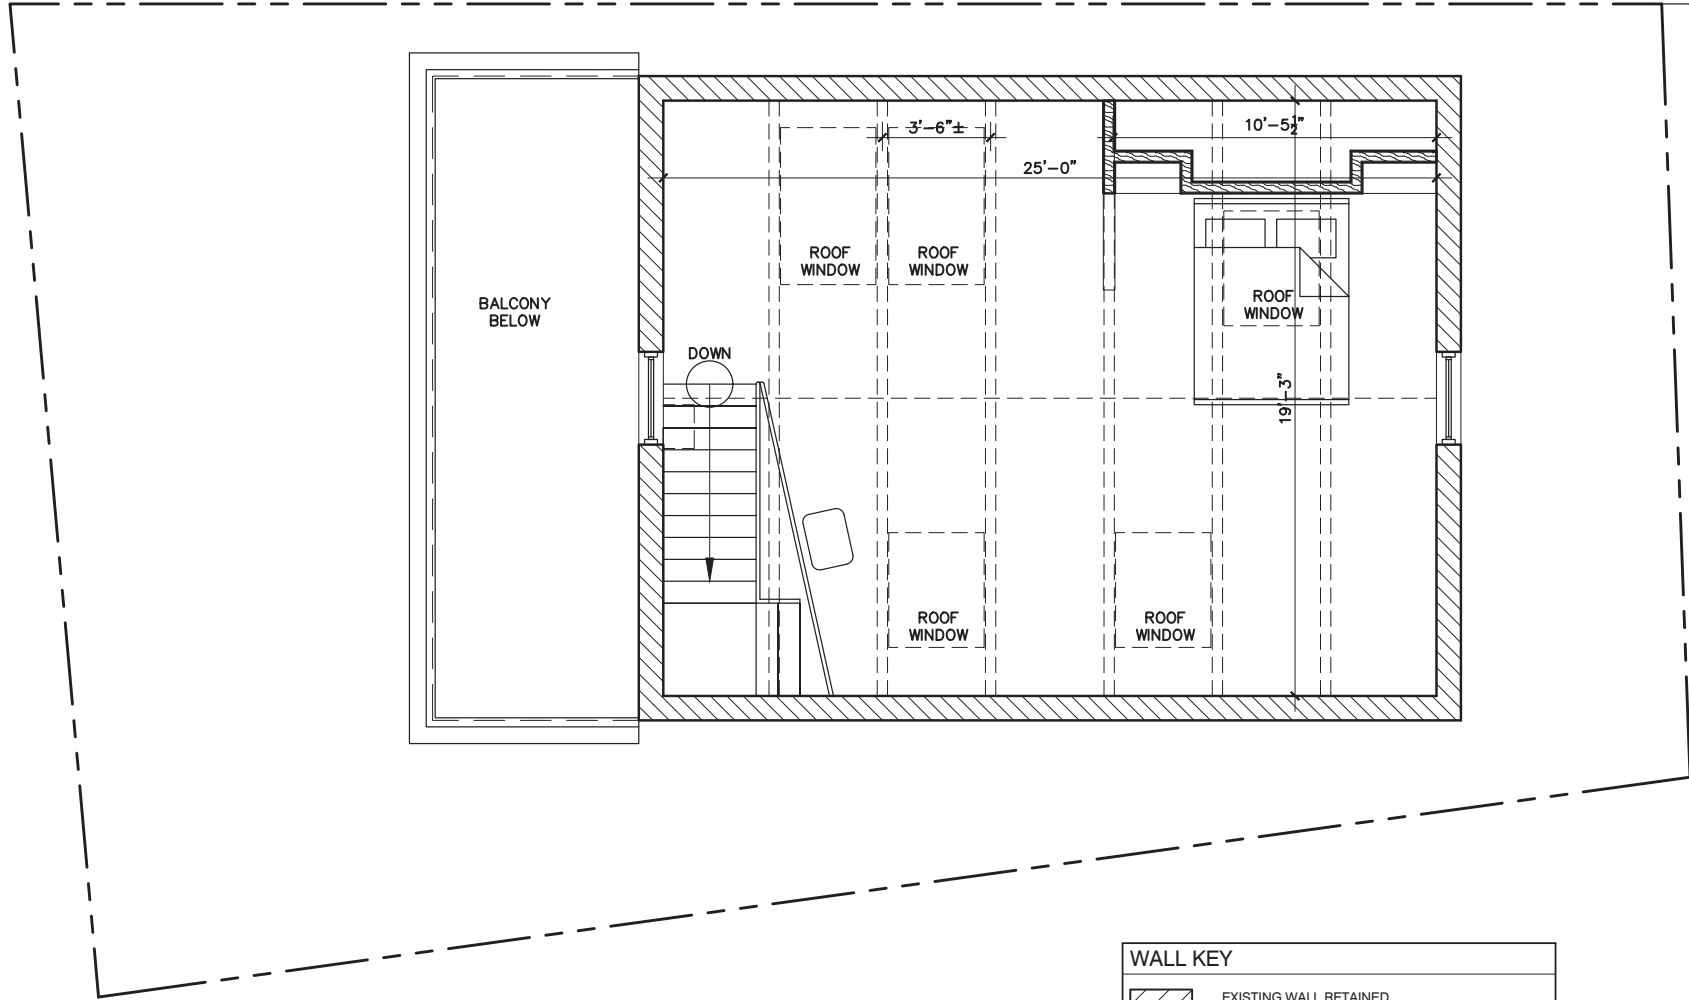 3'-6"±
10'-5½"
25'-0"
ROOF
WINDOW
ROOF
WINDOW
BALCONY
BELOW
ROOF
WINDOW
DOWN
19'-3"
ROOF
WINDOW
ROOF
WINDOW
WALL KEY
EXISTING WALL RETAINED